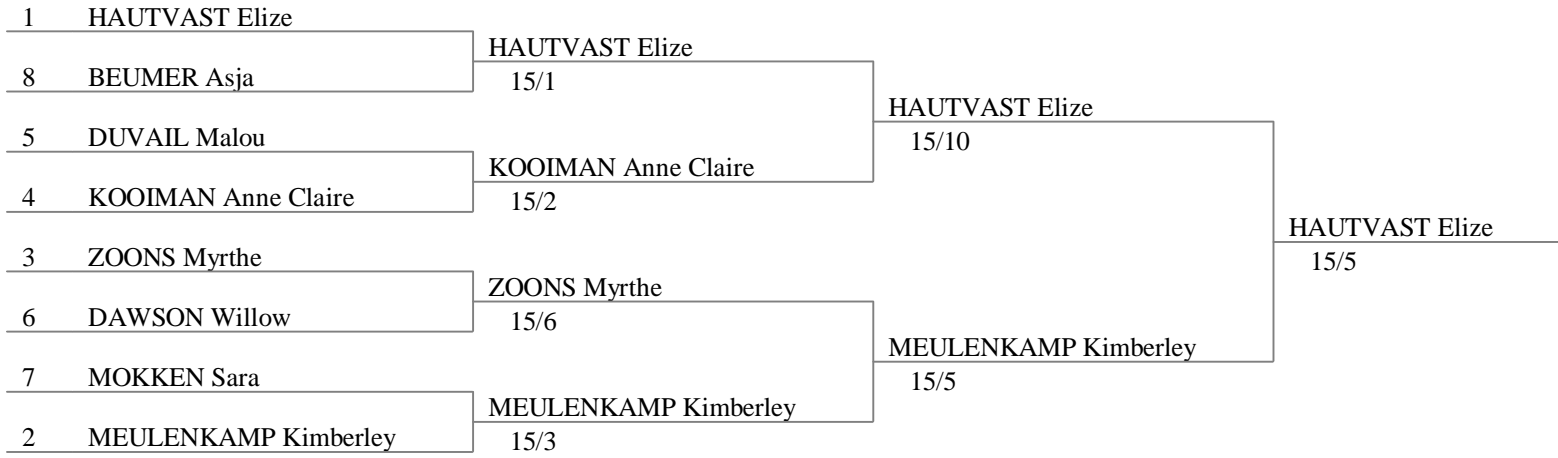 1 HAUTVAST Elize
HAUTVAST Elize
8 BEUMER Asja
15/1
HAUTVAST Elize
5 DUVAIL Malou
15/10
KOOIMAN Anne Claire
4 KOOIMAN Anne Claire
15/2
HAUTVAST Elize
3 ZOONS Myrthe
15/5
ZOONS Myrthe
6 DAWSON Willow
15/6
MEULENKAMP Kimberley
7 MOKKEN Sara
15/5
MEULENKAMP Kimberley
2 MEULENKAMP Kimberley
15/3